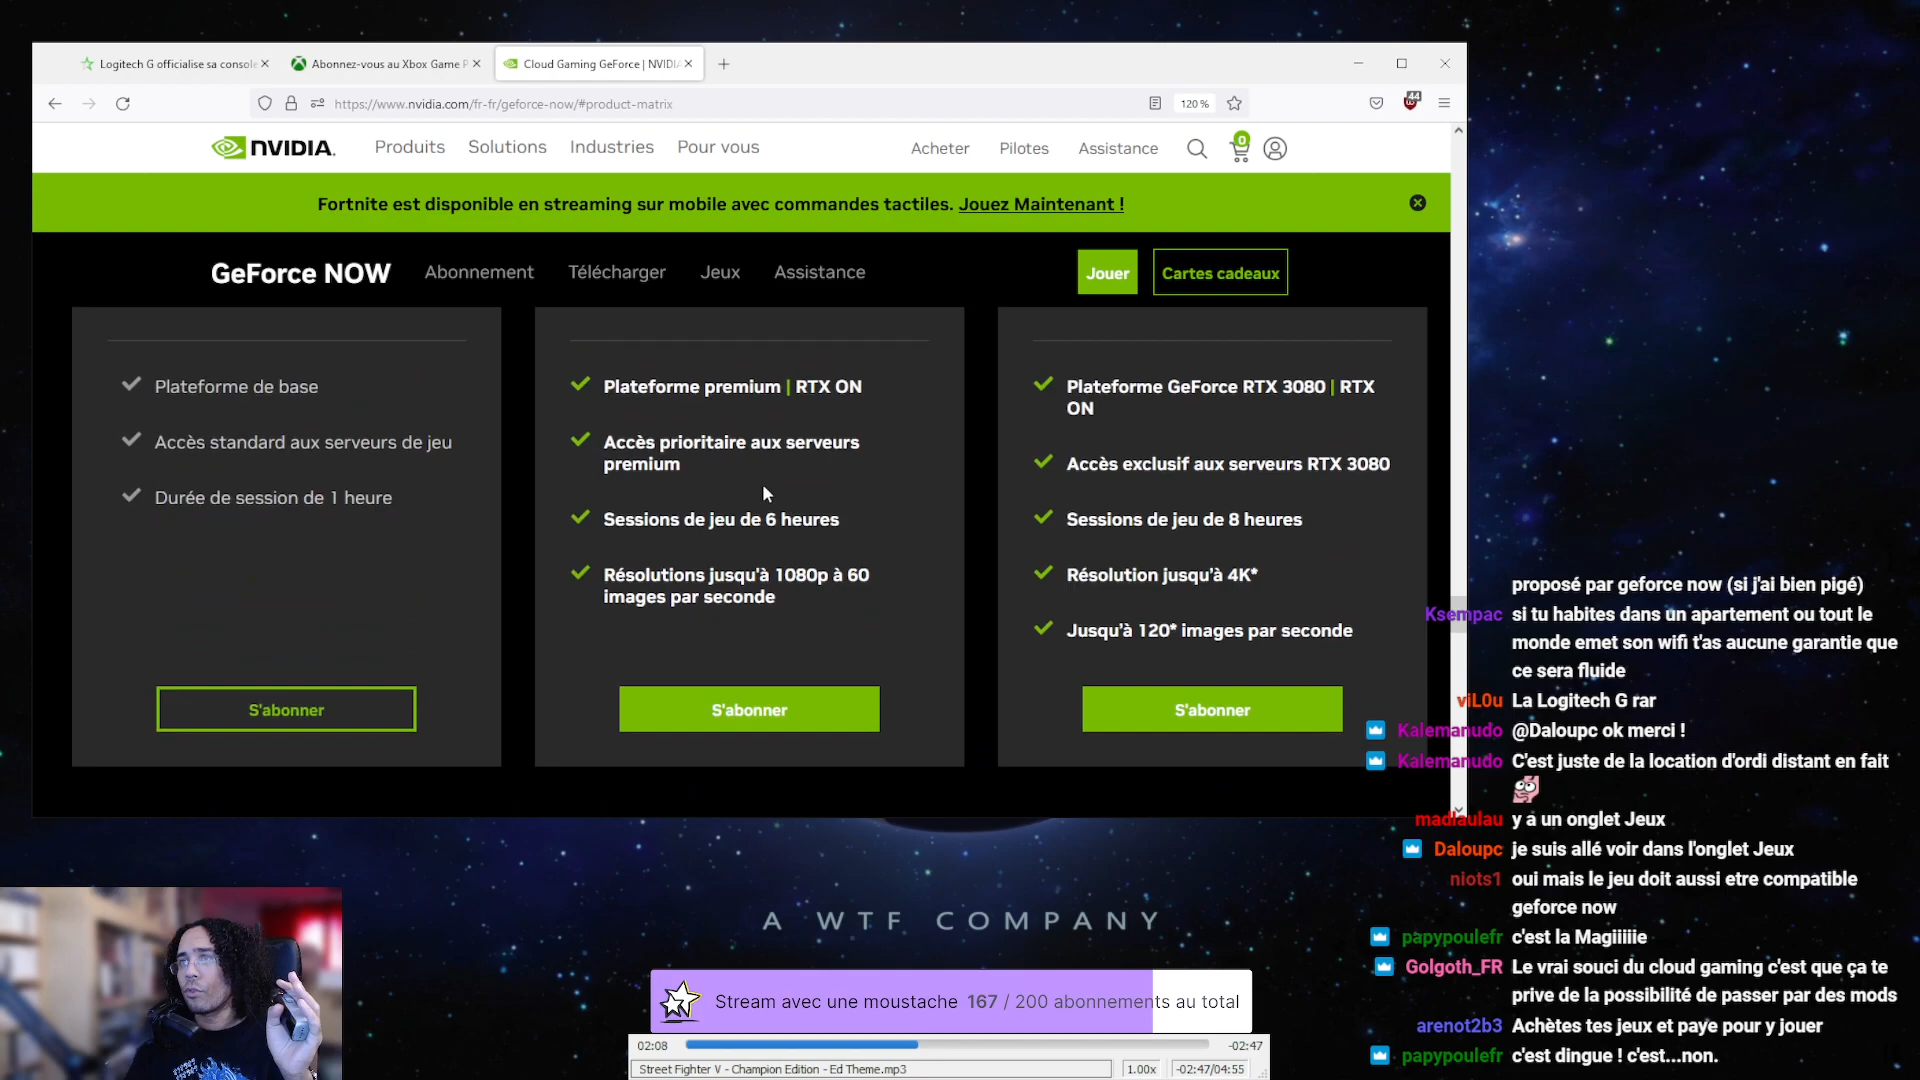 Logitech G officialise sa console
Abonnez-vous au Xbox Game P
Cloud Gaming GeForce | NVIDI
https://www.nvidia.com/fr-fr/geforce-now/#product-matrix
120 %
44
NVIDIA.
Produits
Solutions
Industries
Pour vous
Acheter
Pilotes
Assistance
0
Fortnite est disponible en streaming sur mobile avec commandes tactiles. Jouez Maintenant !
GeForce NOW
Abonnement
Télécharger
Jeux
Assistance
Jouer
Cartes cadeaux
Plateforme de base
Accès standard aux serveurs de jeu
Durée de session de 1 heure
S'abonner
Plateforme premium | RTX ON
Accès prioritaire aux serveurs
premium
Sessions de jeu de 6 heures
Résolutions jusqu'à 1080p à 60
images par seconde
S'abonner
Plateforme GeForce RTX 3080 | RTX
ON
Accès exclusif aux serveurs RTX 3080
Sessions de jeu de 8 heures
Résolution jusqu'à 4K*
Jusqu'à 120* images par seconde
S'abonner
proposé par geforce now (si j'ai bien pigé)
Ksempac si tu habites dans un apartement ou tout le
monde emet son wifi t'as aucune garantie que
ce sera fluide
viL0u La Logitech G rar
Kalemanudo @Daloupc ok merci !
Kalemanudo C'est juste de la location d'ordi distant en fait
madlaulau y a un onglet Jeux
Daloupc je suis allé voir dans l'onglet Jeux
niots1 oui mais le jeu doit aussi etre compatible
geforce now
papypoulefr c'est la Magiiiiie
Golgoth_FR Le vrai souci du cloud gaming c'est que ça te
prive de la possibilité de passer par des mods
arenot2b3 Achètes tes jeux et paye pour y jouer
papypoulefr c'est dingue ! c'est...non.
A WTF COMPANY
Stream avec une moustache 167 / 200 abonnements au total
02:08
-02:47
Street Fighter V - Champion Edition - Ed Theme.mp3
1.00x
-02:47/04:55